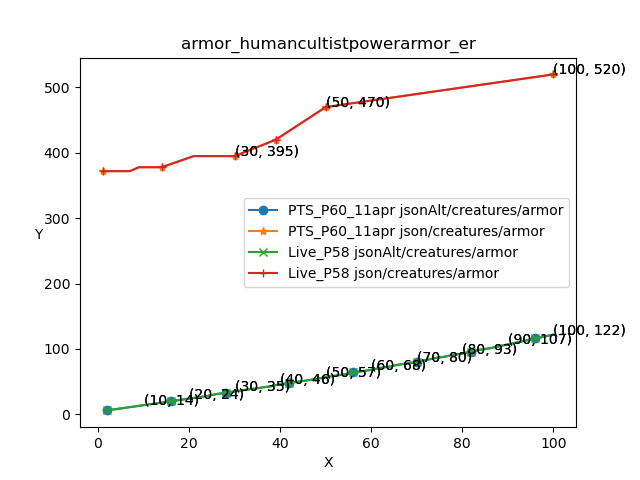 armor_humancultistpowerarmor_er
500
400
300
200
100
0
Y
(100, 520)
(50, 470)
(30, 395)
PTS_P60_11apr jsonAlt/creatures/armor
PTS_P60_11apr json/creatures/armor
Live_P58 jsonAlt/creatures/armor
Live_P58 json/creatures/armor
(100, 122)
(90, 107)
(80, 93)
(70, 80)
(60, 68)
(50, 57)
(40, 46)
(30, 35)
(20, 24)
(10, 14)
0 20 40 60 80 100
X